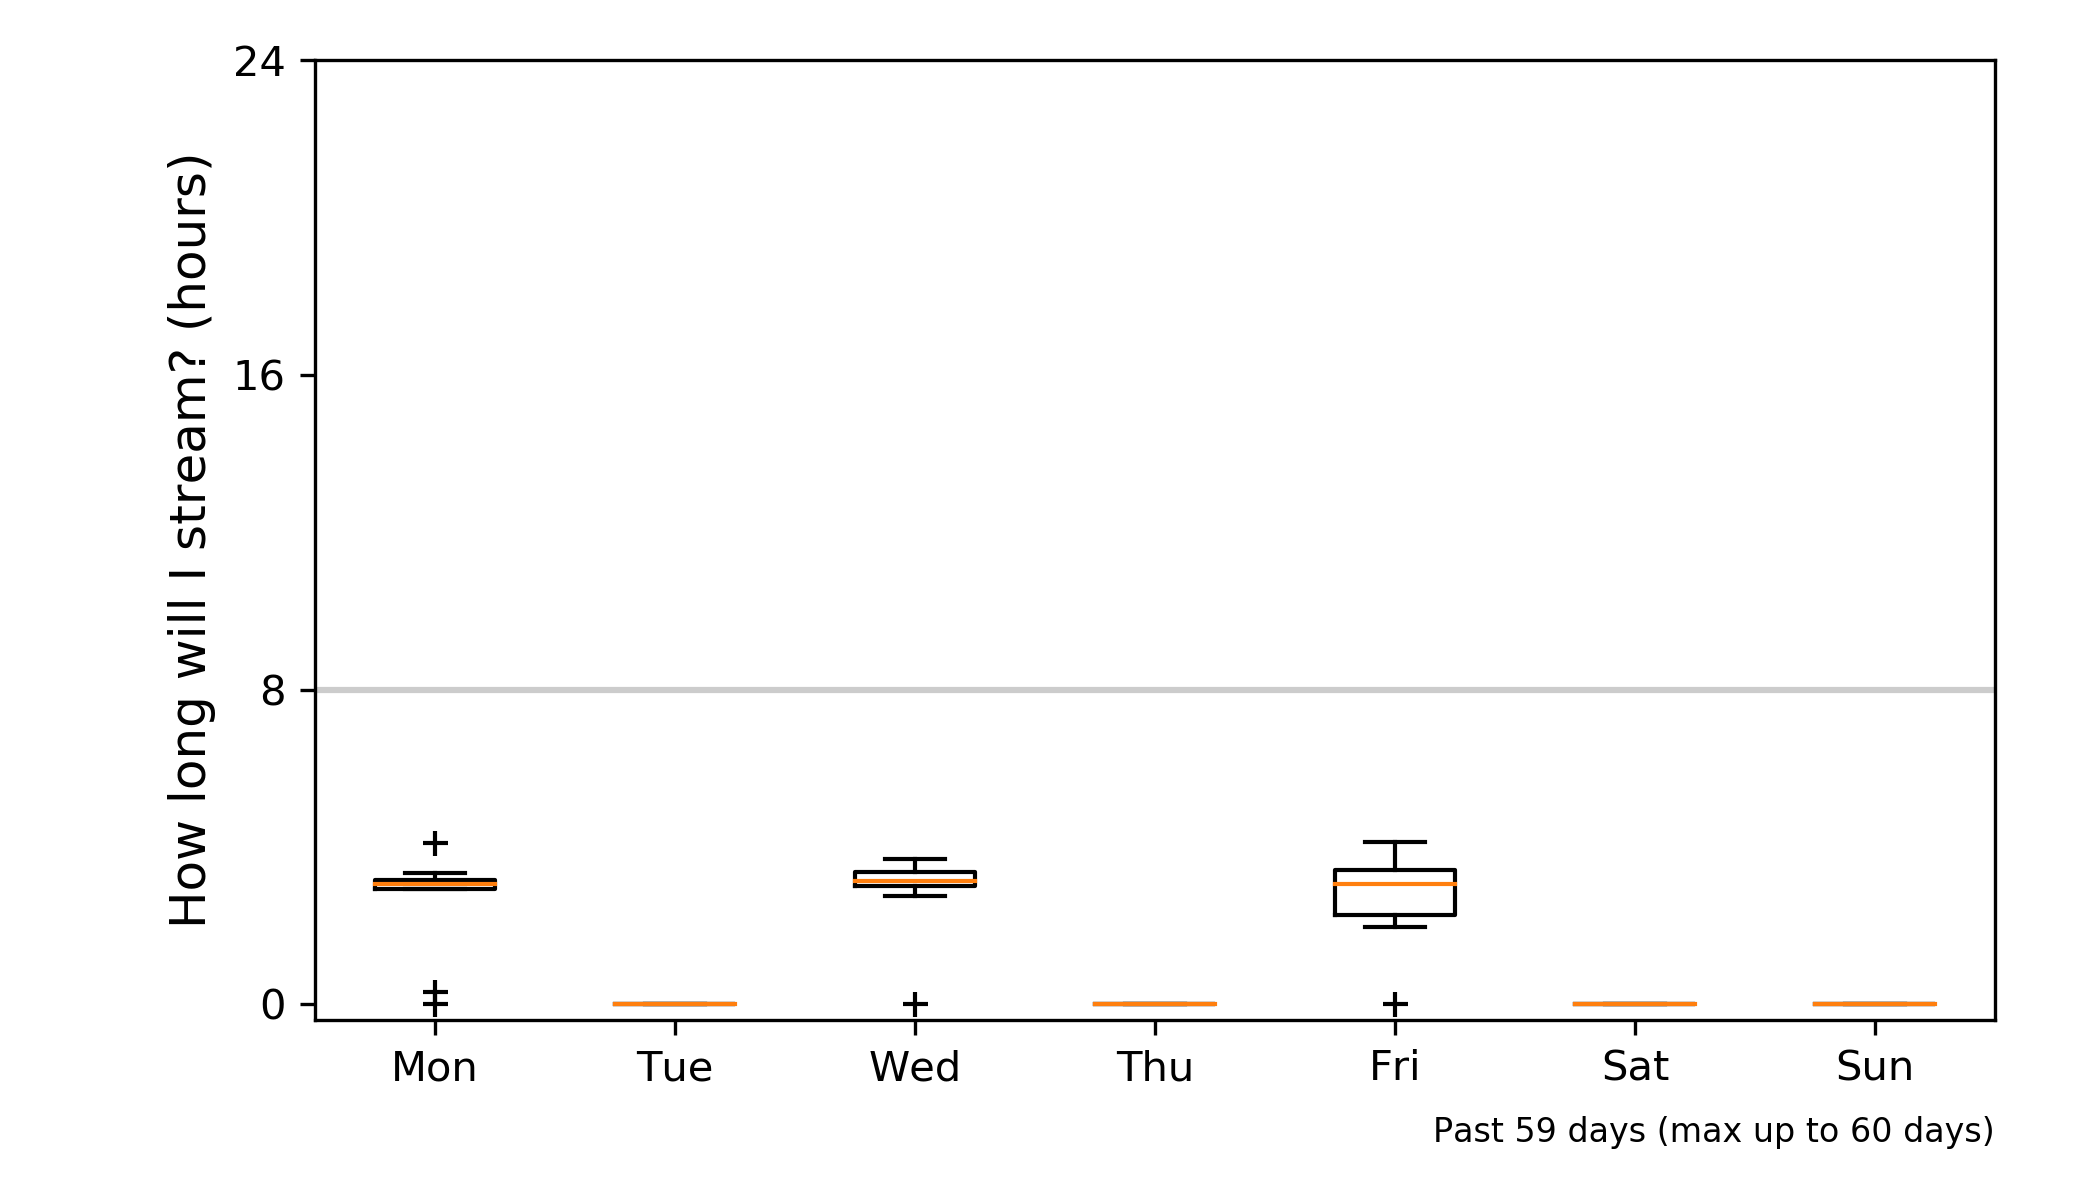 How long will I stream? (hours)
24
16
8
0
Mon Tue Wed Thu Fri Sat Sun
Past 59 days (max up to 60 days)